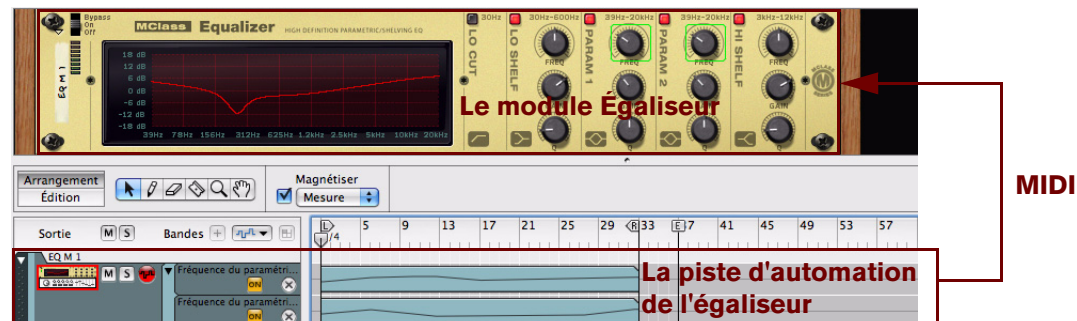 Bypass
On
Off
MClass Equalizer HIGH DEFINITION PARAMETRIC/SHELVING EQ
EQ M 1
18 dB
12 dB
6 dB
0 dB
-6 dB
-12 dB
-18 dB
39Hz 78Hz 156Hz 312Hz 625Hz 1.2kHz 2.5kHz 5kHz 10kHz 20kHz
30Hz
LO CUT
30Hz-600Hz
LO SHELF
FREQ
Q
39Hz-20kHz
PARAM 1
FREQ
Q
39Hz-20kHz
PARAM 2
FREQ
Q
3kHz-12kHz
HI SHELF
FREQ
GAIN
Q
MCLASS
M
SERIES
Le module Égaliseur
MIDI
Arrangement
Édition
Magnétiser
Mesure
Sortie M S Bandes
L 5 9 13 17 21 25 29 R 33 E 37 41 45 49 53 57
/4
EQ M 1
M S
Fréquence du paramétri...
ON
Fréquence du paramétri...
ON
La piste d'automation
de l'égaliseur